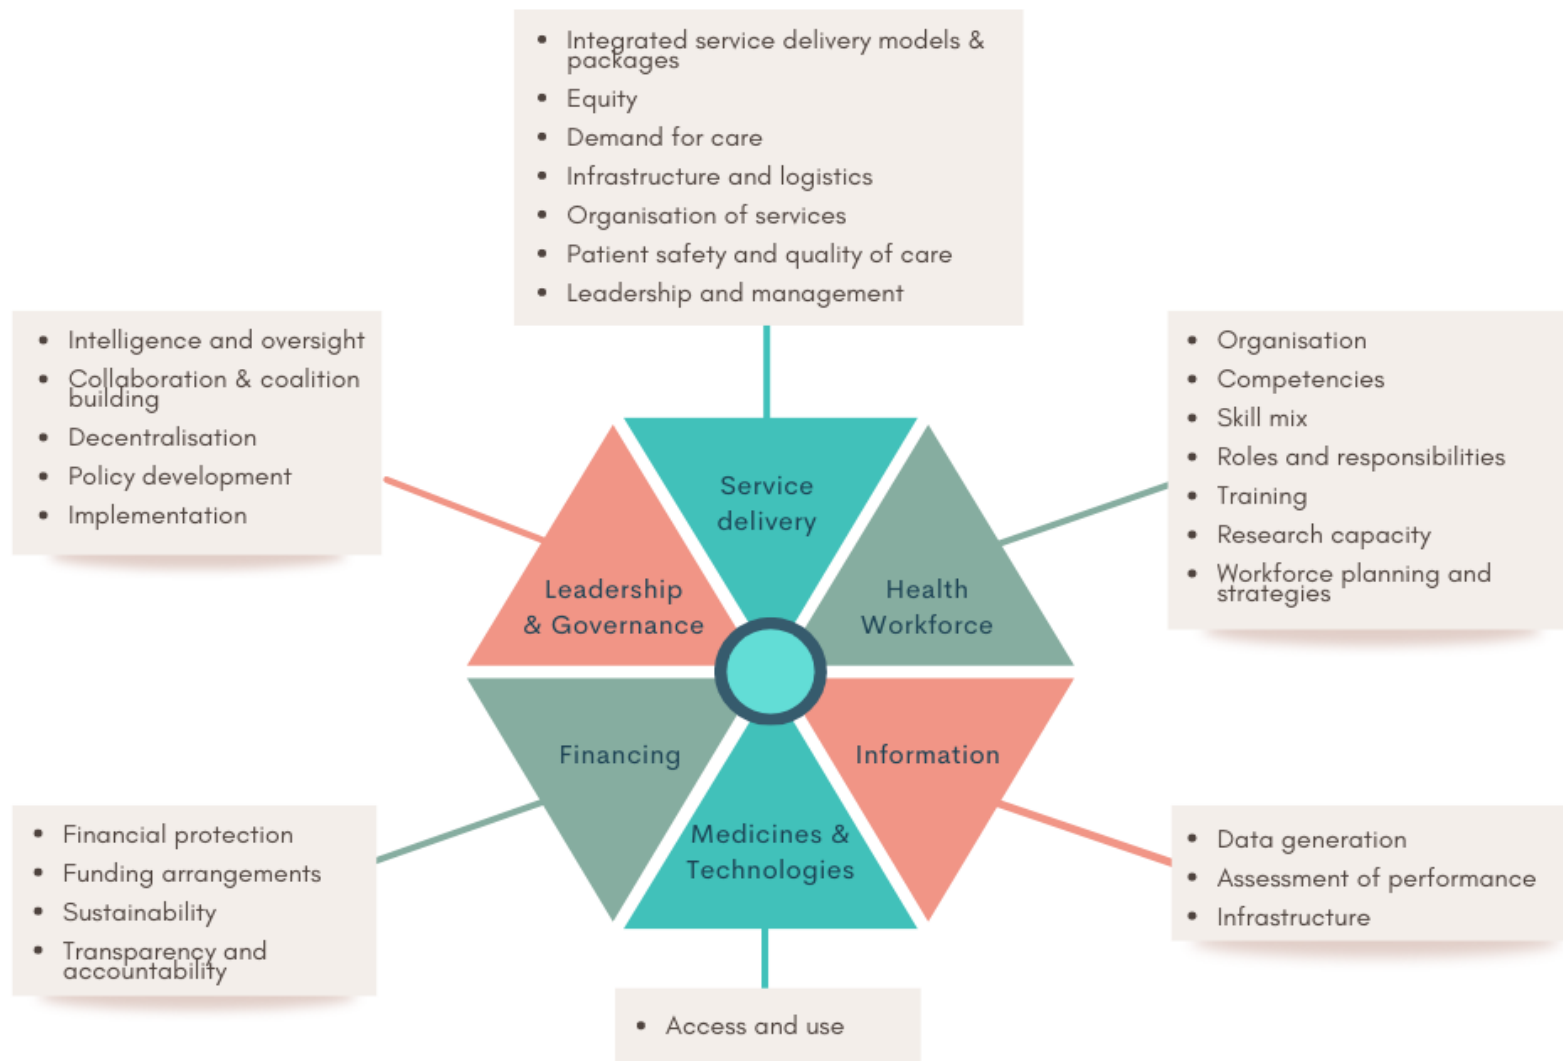 • Integrated service delivery models &
packages
• Equity
• Demand for care
• Infrastructure and logistics
• Organisation of services
• Patient safety and quality of care
• Leadership and management
• Intelligence and oversight
• Collaboration & coalition
building
• Decentralisation
• Policy development
• Implementation
• Organisation
• Competencies
• Skill mix
• Roles and responsibilities
• Training
• Research capacity
• Workforce planning and
strategies
Service
delivery
Leadership
& Governance
Health
Workforce
Financing
Information
Medicines &
Technologies
• Financial protection
• Funding arrangements
• Sustainability
• Transparency and
accountability
• Data generation
• Assessment of performance
• Infrastructure
• Access and use